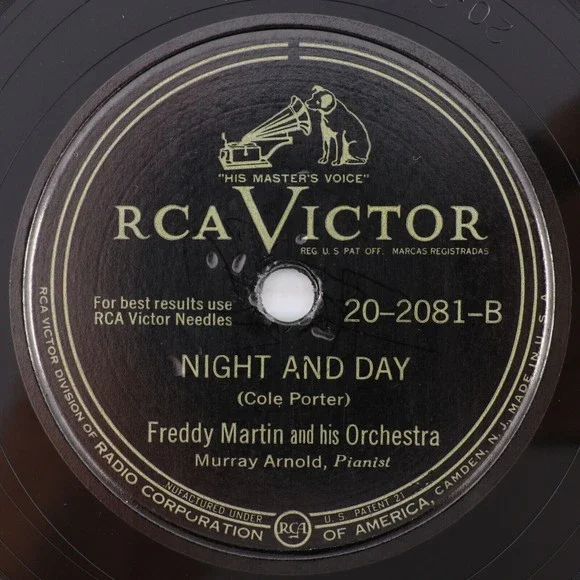 "HIS MASTER'S VOICE"
RCA VICTOR
REG. U. S. PAT. OFF. MARCAS REGISTRADAS
For best results use
RCA Victor Needles
20–2081–B
NIGHT AND DAY
(Cole Porter)
Freddy Martin and his Orchestra
Murray Arnold, Pianist
NUFACTURED UNDER RCA U. S. PATENT 21
RCA VICTOR DIVISION OF RADIO CORPORATION OF AMERICA, CAMDEN, N. J. MADE IN U. S. A.